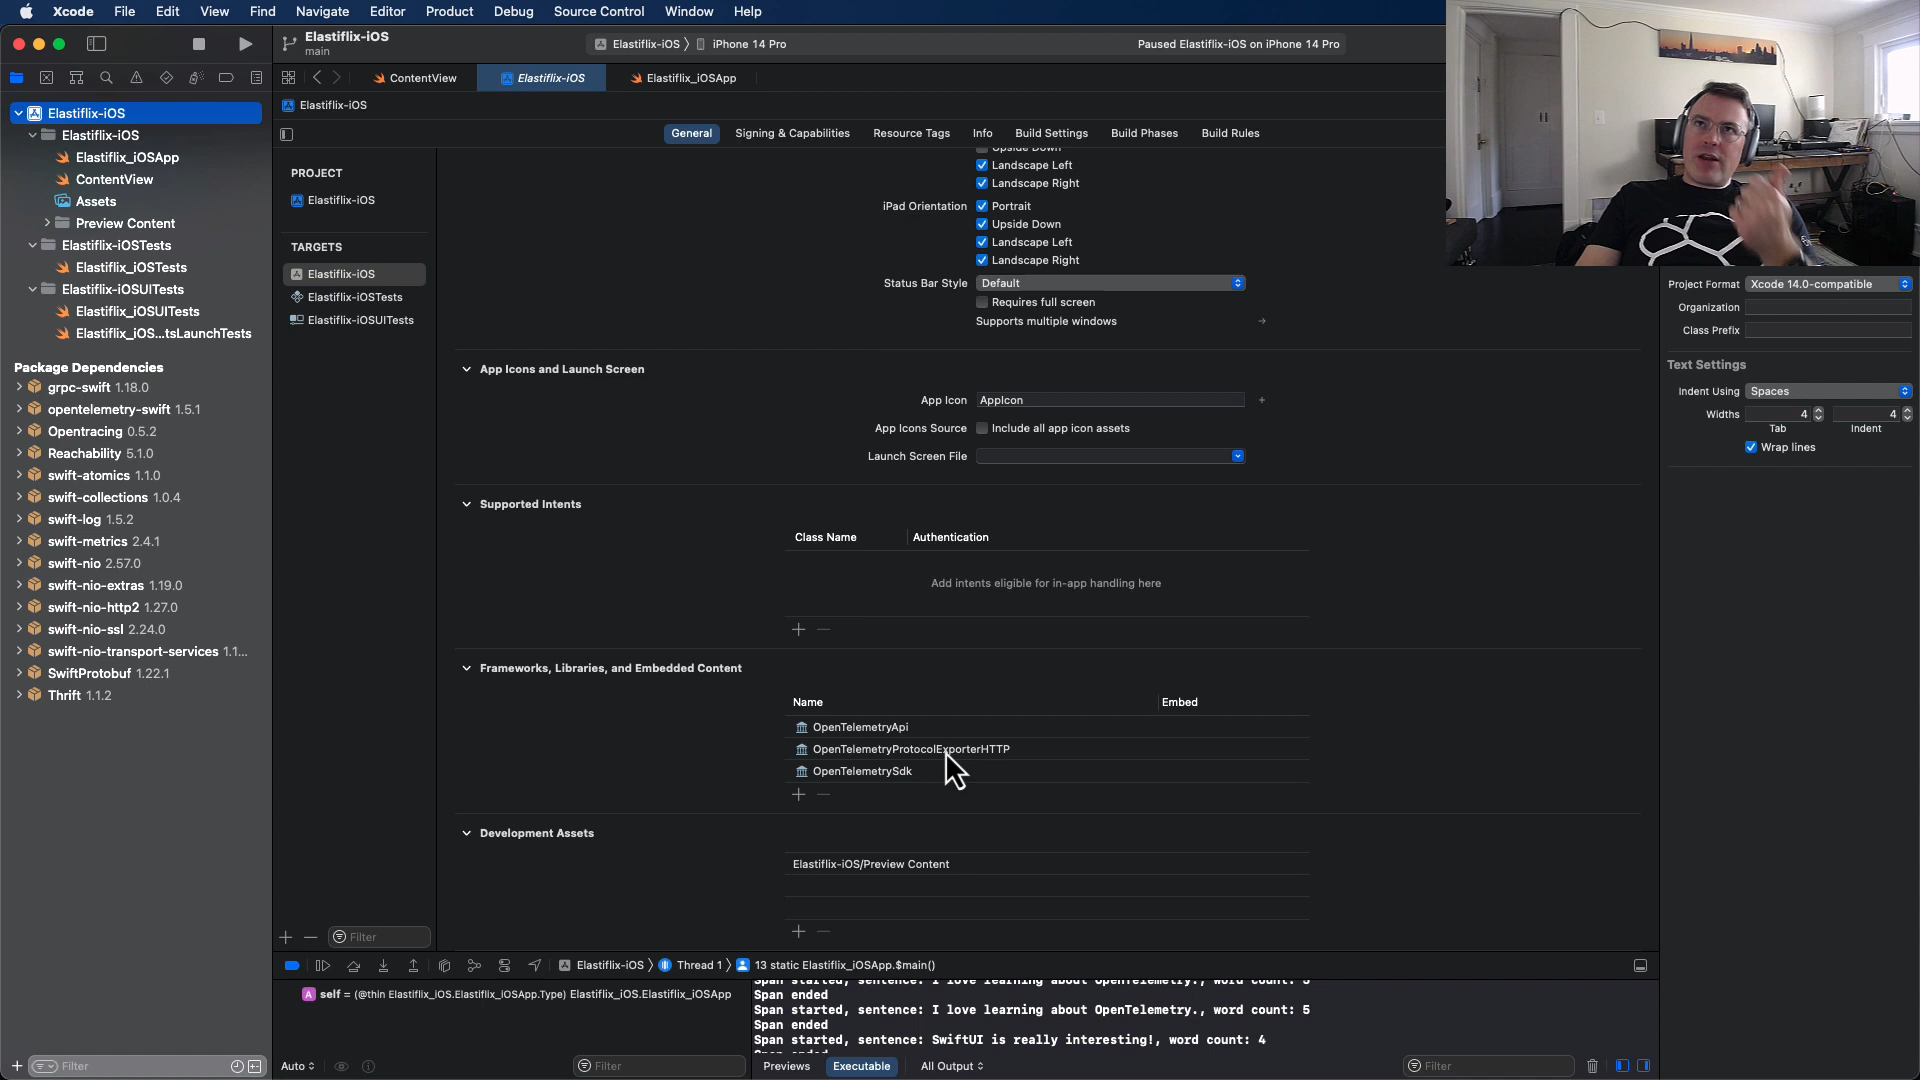 Xcode File Edit View Find Navigate Editor Product Debug Source Control Window Help
Elastiflix-iOS
main
Elastiflix-iOS 〉 iPhone 14 Pro
Paused Elastiflix-iOS on iPhone 14 Pro
ContentView
Elastiflix-iOS
Elastiflix_iOSApp
Elastiflix-iOS
General Signing & Capabilities Resource Tags Info Build Settings Build Phases Build Rules
Elastiflix-iOS
Elastiflix-iOS
Elastiflix_iOSApp
ContentView
Assets
Preview Content
Elastiflix-iOSTests
Elastiflix_iOSTests
Elastiflix-iOSUITests
Elastiflix_iOSUITests
Elastiflix_iOS...tsLaunchTests
Package Dependencies
grpc-swift 1.18.0
opentelemetry-swift 1.5.1
Opentracing 0.5.2
Reachability 5.1.0
swift-atomics 1.1.0
swift-collections 1.0.4
swift-log 1.5.2
swift-metrics 2.4.1
swift-nio 2.57.0
swift-nio-extras 1.19.0
swift-nio-http2 1.27.0
swift-nio-ssl 2.24.0
swift-nio-transport-services 1.1...
SwiftProtobuf 1.22.1
Thrift 1.1.2
Filter
PROJECT
Elastiflix-iOS
TARGETS
Elastiflix-iOS
Elastiflix-iOSTests
Elastiflix-iOSUITests
Filter
Upside Down
Landscape Left
Landscape Right
iPad Orientation Portrait
Upside Down
Landscape Left
Landscape Right
Status Bar Style Default
Requires full screen
Supports multiple windows
App Icons and Launch Screen
App Icon AppIcon
App Icons Source Include all app icon assets
Launch Screen File
Supported Intents
Class Name Authentication
Add intents eligible for in-app handling here
Frameworks, Libraries, and Embedded Content
Name Embed
OpenTelemetryApi
OpenTelemetryProtocolExporterHTTP
OpenTelemetrySdk
Development Assets
Elastiflix-iOS/Preview Content
Project Format Xcode 14.0-compatible
Organization
Class Prefix
Text Settings
Indent Using Spaces
Widths 4 4
Tab Indent
Wrap lines
Elastiflix-iOS 〉 Thread 1 〉 13 static Elastiflix_iOSApp.$main()
A self = (@thin Elastiflix_iOS.Elastiflix_iOSApp.Type) Elastiflix_iOS.Elastiflix_iOSApp
Span started, sentence: I love learning about OpenTelemetry., word count: 5
Span ended
Span started, sentence: I love learning about OpenTelemetry., word count: 5
Span ended
Span started, sentence: SwiftUI is really interesting!, word count: 4
Span ended
Auto
Filter
Previews Executable All Output
Filter